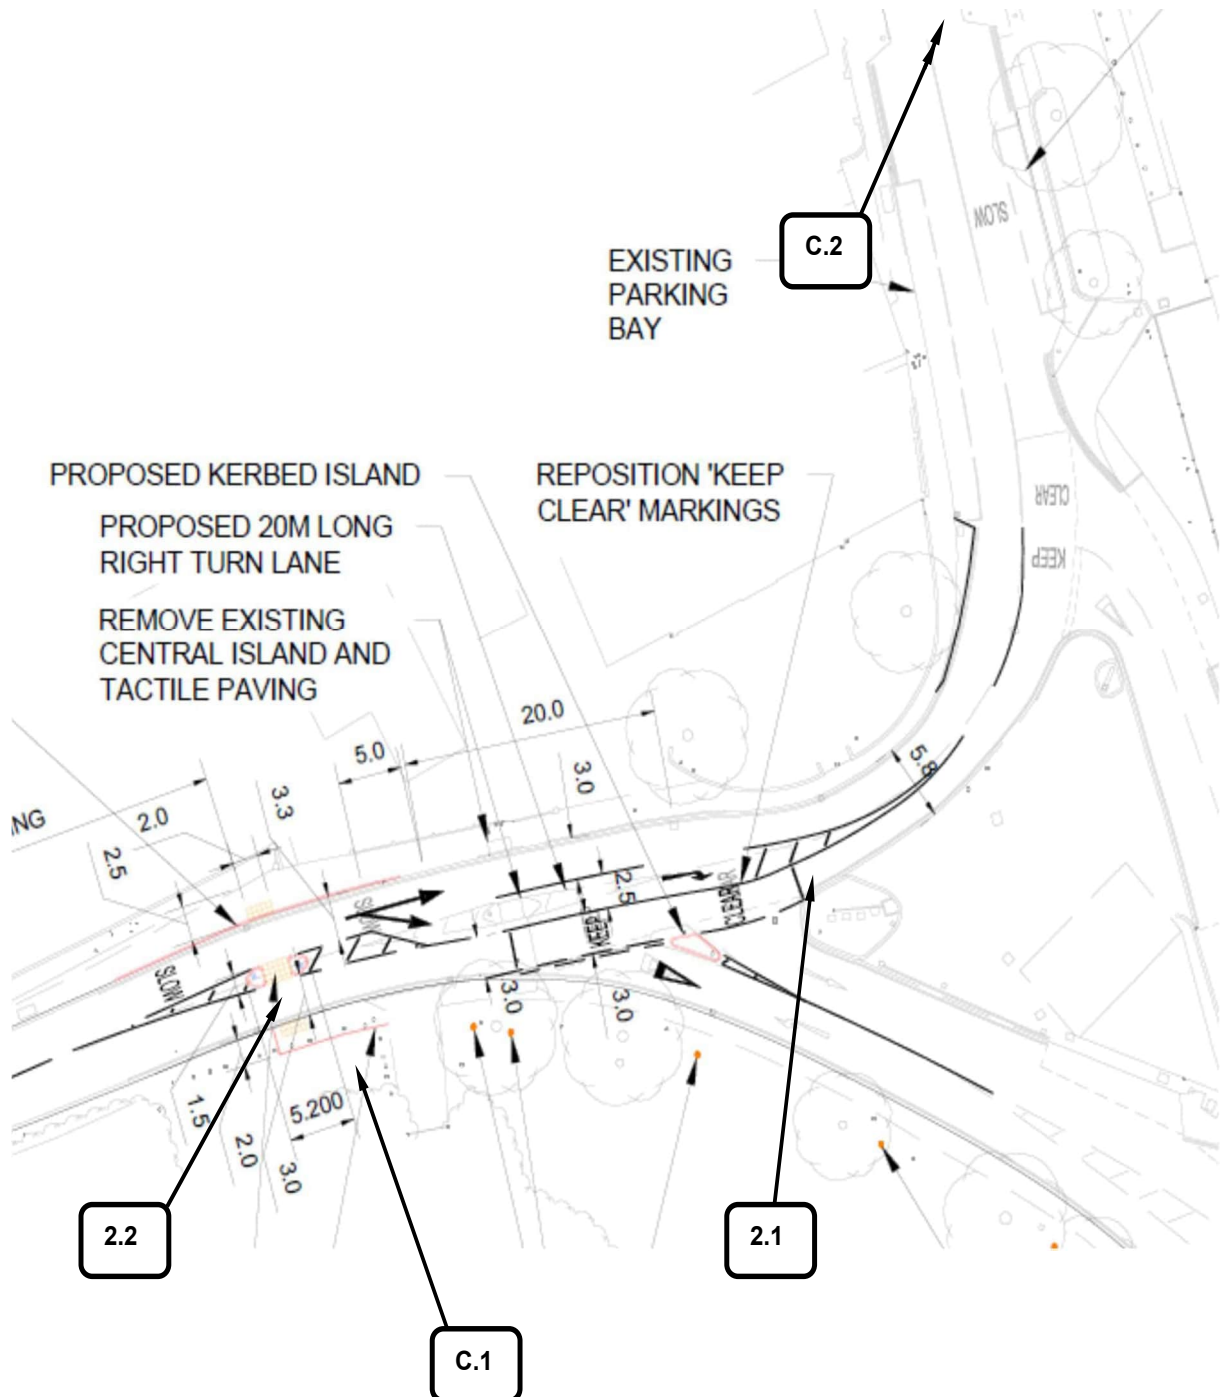 SLOW
C.2
EXISTING
PARKING
BAY
CLEAR
KEEP
PROPOSED KERBED ISLAND
REPOSITION 'KEEP
CLEAR' MARKINGS
PROPOSED 20M LONG
RIGHT TURN LANE
REMOVE EXISTING
CENTRAL ISLAND AND
TACTILE PAVING
20.0
5.0
3.0
5.8
3.3
2.0
NG
2.5
2.5
SLOW
CLEAR
KEEP
SLOW
3.0
3.0
1.5
2.0
3.0
5.200
2.2
2.1
C.1